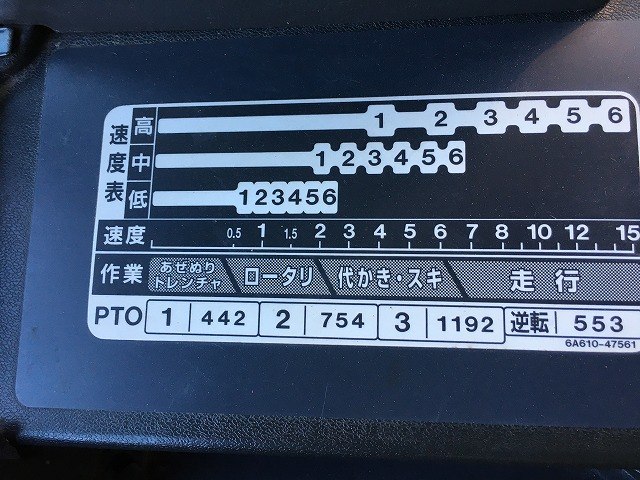 速度表
高 1 2 3 4 5 6
中 1 2 3 4 5 6
低 1 2 3 4 5 6
速度 0.5 1 1.5 2 3 4 5 6 7 8 10 12 15
作業 あぜぬり トレンチャ ロータリ 代かき・スキ 走行
PTO 1 442 2 754 3 1192 逆転 553
6A610-47561